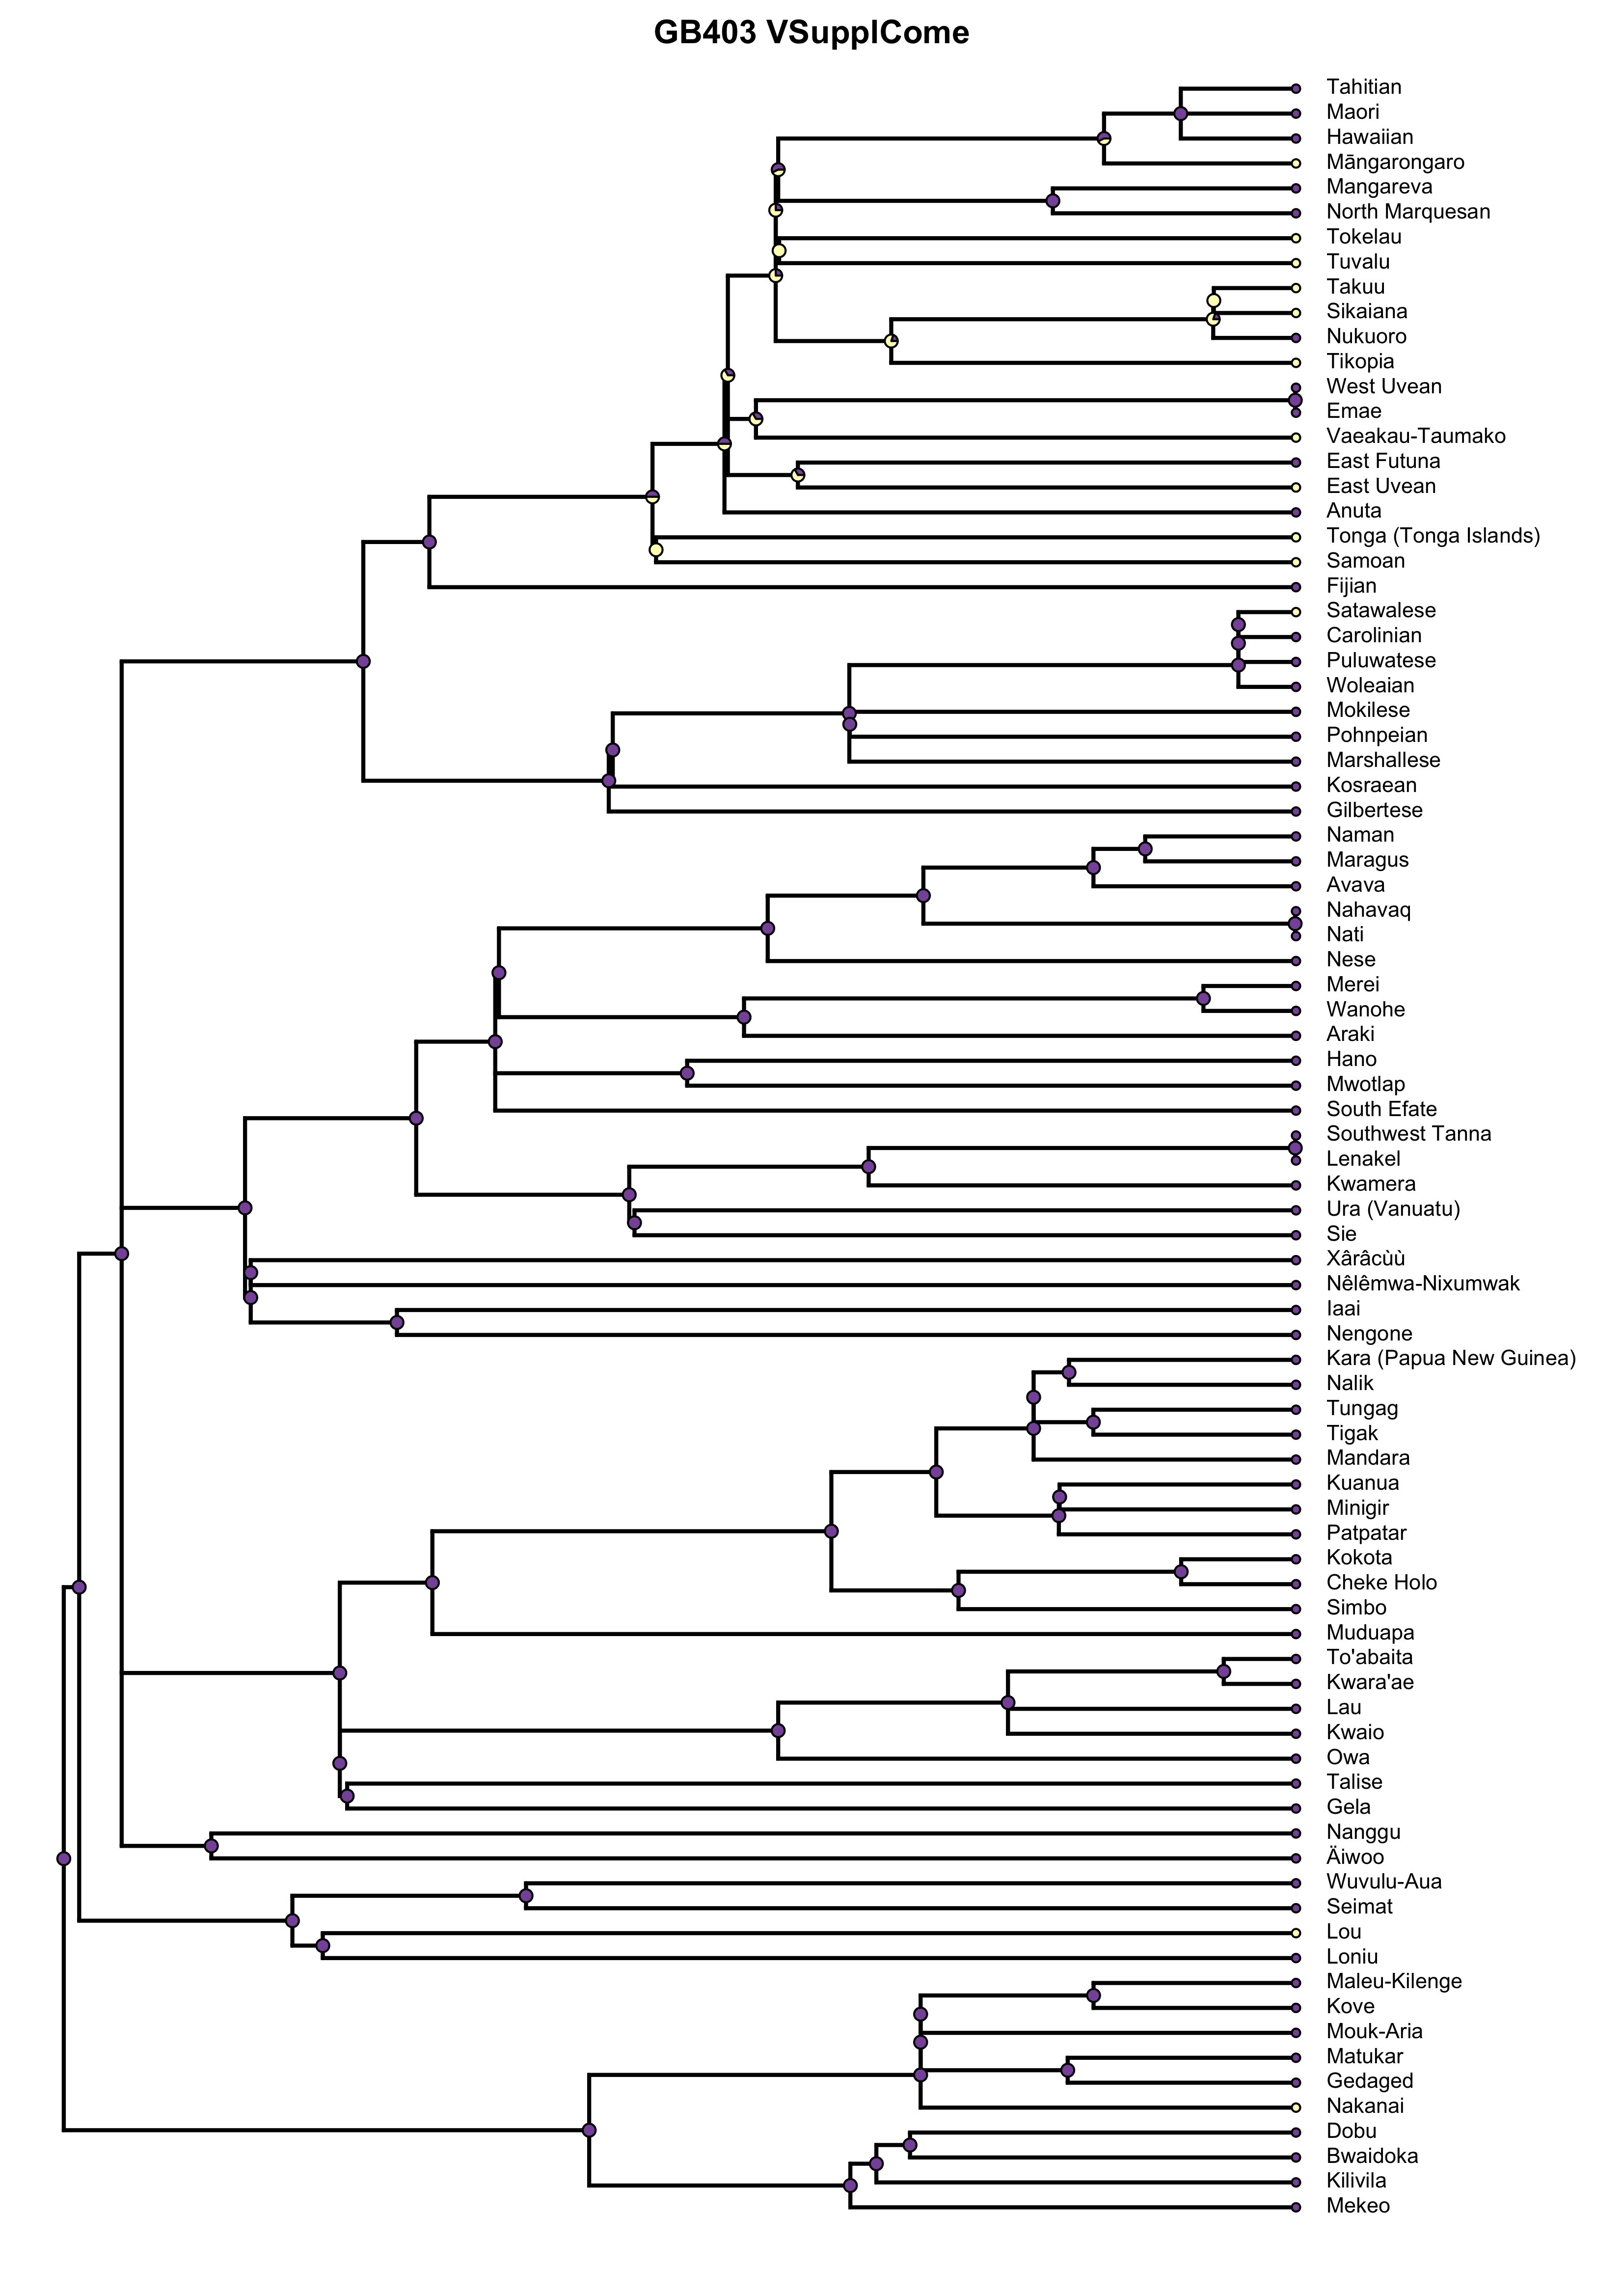 GB403 VSupplCome
Tahitian
Maori
Hawaiian
Māngarongaro
Mangareva
North Marquesan
Tokelau
Tuvalu
Takuu
Sikaiana
Nukuoro
Tikopia
West Uvean
Emae
Vaeakau-Taumako
East Futuna
East Uvean
Anuta
Tonga (Tonga Islands)
Samoan
Fijian
Satawalese
Carolinian
Puluwatese
Woleaian
Mokilese
Pohnpeian
Marshallese
Kosraean
Gilbertese
Naman
Maragus
Avava
Nahavaq
Nati
Nese
Merei
Wanohe
Araki
Hano
Mwotlap
South Efate
Southwest Tanna
Lenakel
Kwamera
Ura (Vanuatu)
Sie
Xârâcùù
Nêlêmwa-Nixumwak
Iaai
Nengone
Kara (Papua New Guinea)
Nalik
Tungag
Tigak
Mandara
Kuanua
Minigir
Patpatar
Kokota
Cheke Holo
Simbo
Muduapa
To'abaita
Kwara'ae
Lau
Kwaio
Owa
Talise
Gela
Nanggu
Äiwoo
Wuvulu-Aua
Seimat
Lou
Loniu
Maleu-Kilenge
Kove
Mouk-Aria
Matukar
Gedaged
Nakanai
Dobu
Bwaidoka
Kilivila
Mekeo